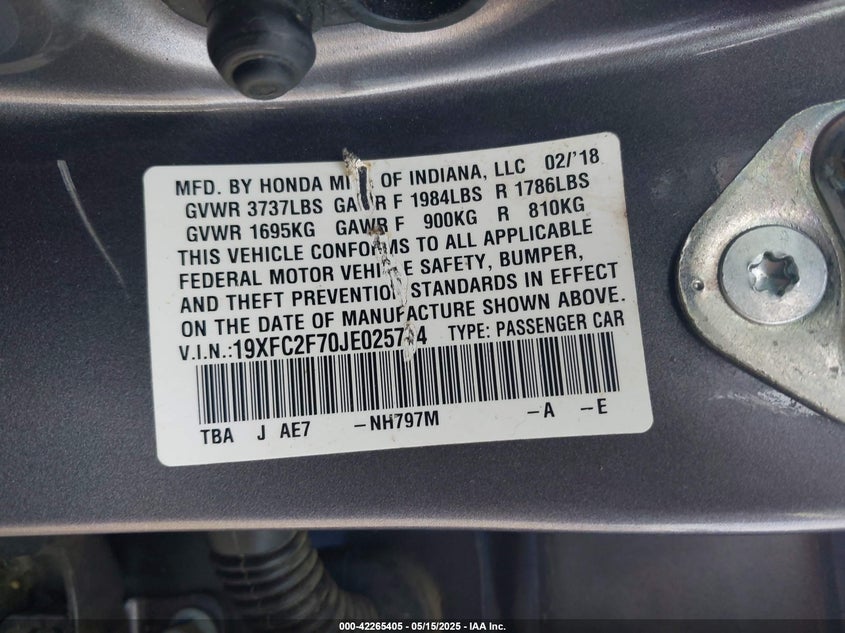 MFD. BY HONDA OF INDIANA, LLC 02/'18
GVWR 3737LBS GAWR F 1984LBS R 1786LBS
GVWR 1695KG GAWR F 900KG R 810KG
THIS VEHICLE CONFORMS TO ALL APPLICABLE
FEDERAL MOTOR VEHICLE SAFETY, BUMPER,
AND THEFT PREVENTION STANDARDS IN EFFECT
ON THE DATE OF MANUFACTURE SHOWN ABOVE.
V.I.N.: TYPE: PASSENGER CAR
TBA J AE7 -NH797M -A -E
000-42265405 - 05/15/2025 - IAA Inc.